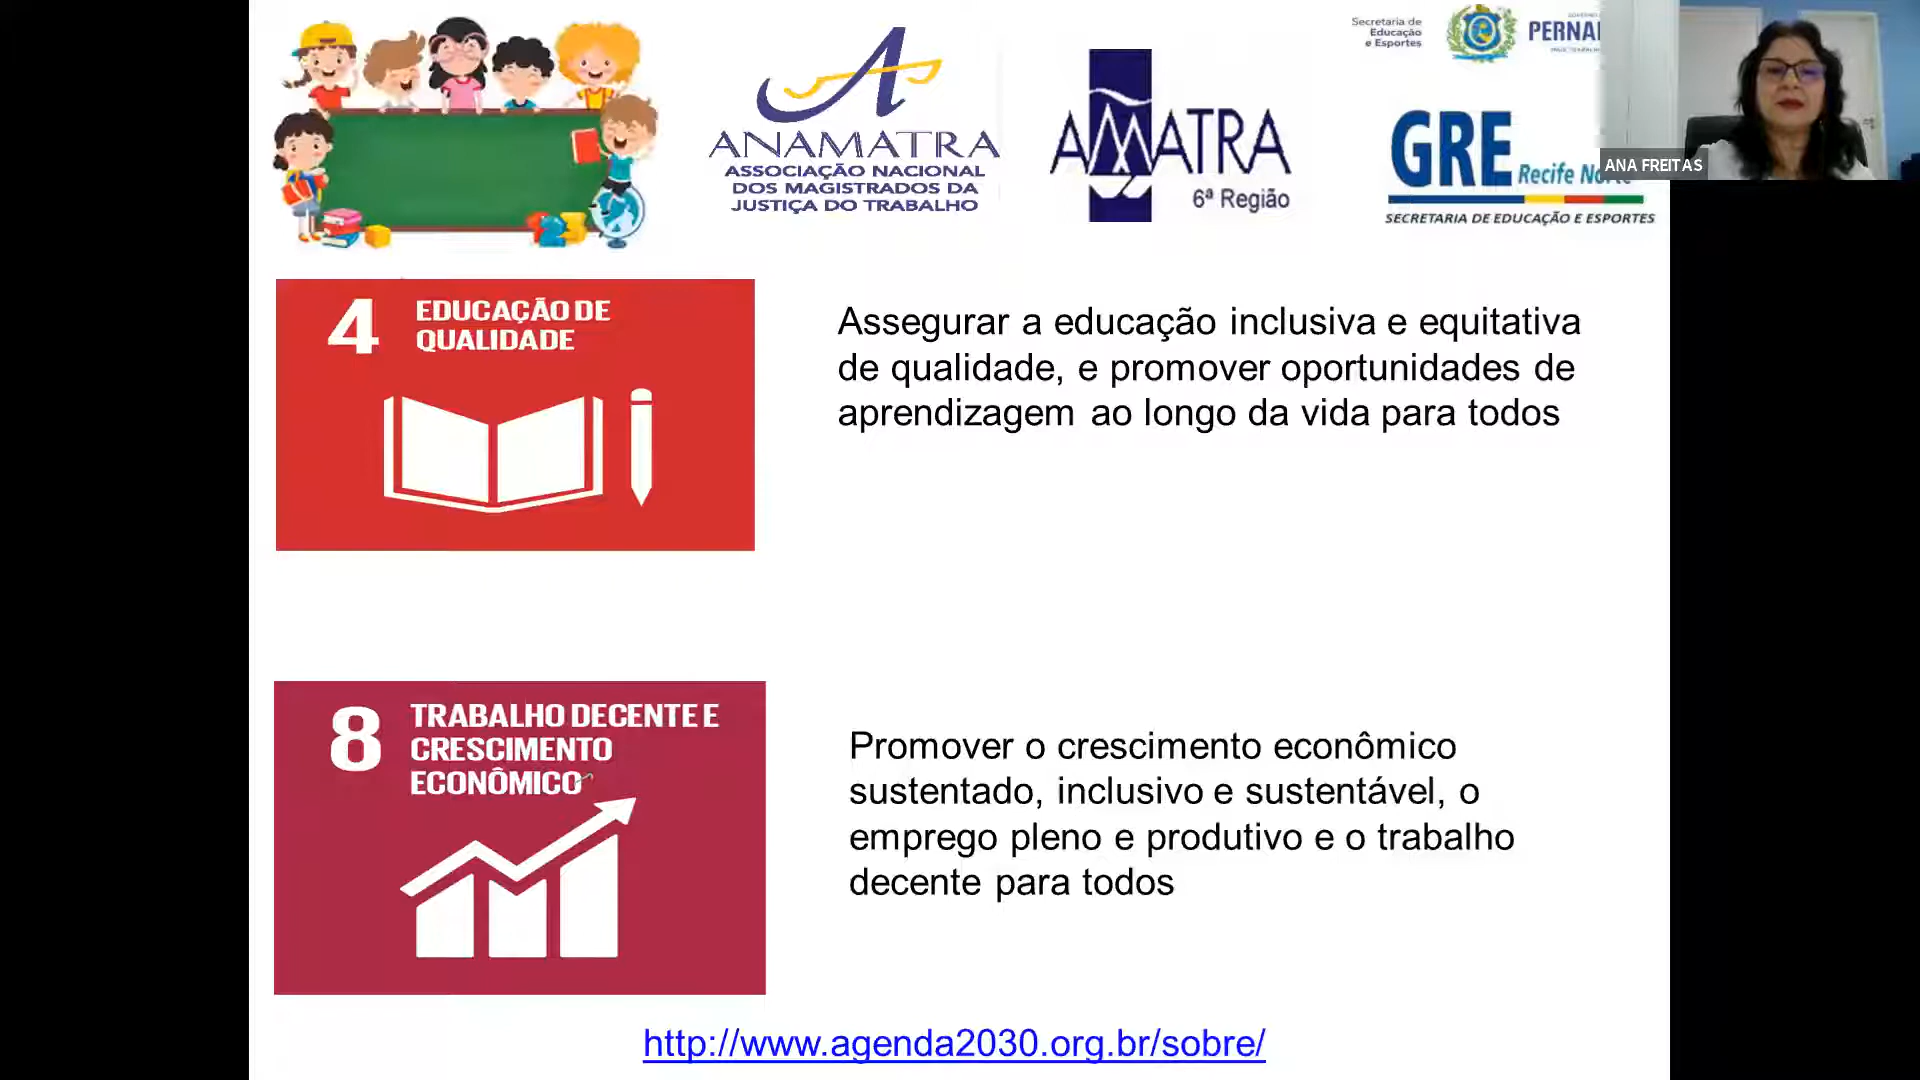 ANAMATRA
ASSOCIAÇÃO NACIONAL
DOS MAGISTRADOS DA
JUSTIÇA DO TRABALHO
AMATRA
6ª Região
Secretaria de
Educação
e Esportes
GRE
Recife
SECRETARIA DE EDUCAÇÃO E ESPORTES
ANA FREITAS
4
EDUCAÇÃO DE
QUALIDADE
Assegurar a educação inclusiva e equitativa
de qualidade, e promover oportunidades de
aprendizagem ao longo da vida para todos
8
TRABALHO DECENTE E
CRESCIMENTO
ECONÔMICO
Promover o crescimento econômico
sustentado, inclusivo e sustentável, o
emprego pleno e produtivo e o trabalho
decente para todos
http://www.agenda2030.org.br/sobre/